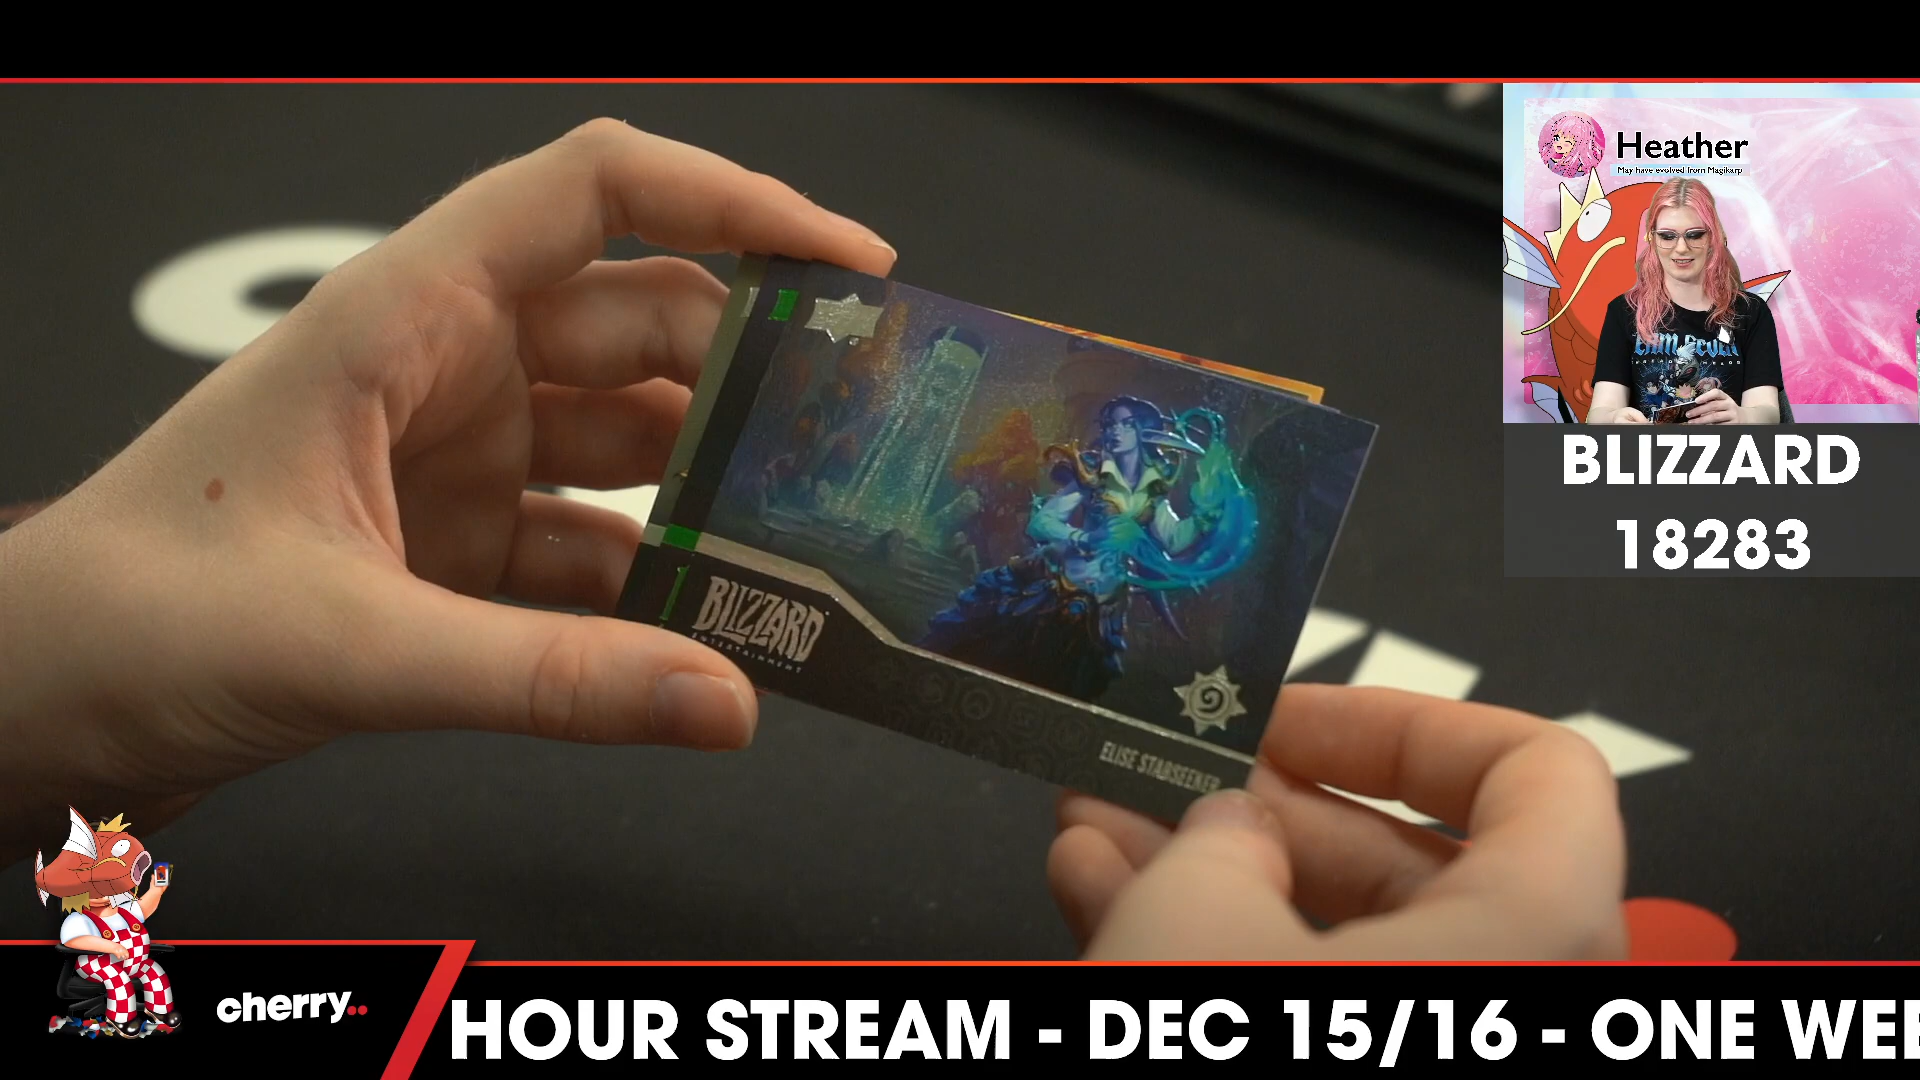 Heather
May have evolved from Magikarp
BLIZZARD
18283
1
BLIZZARD
ENTERTAINMENT
ELISE STARSEEKER
cherry..
HOUR STREAM - DEC 15/16 - ONE WEE